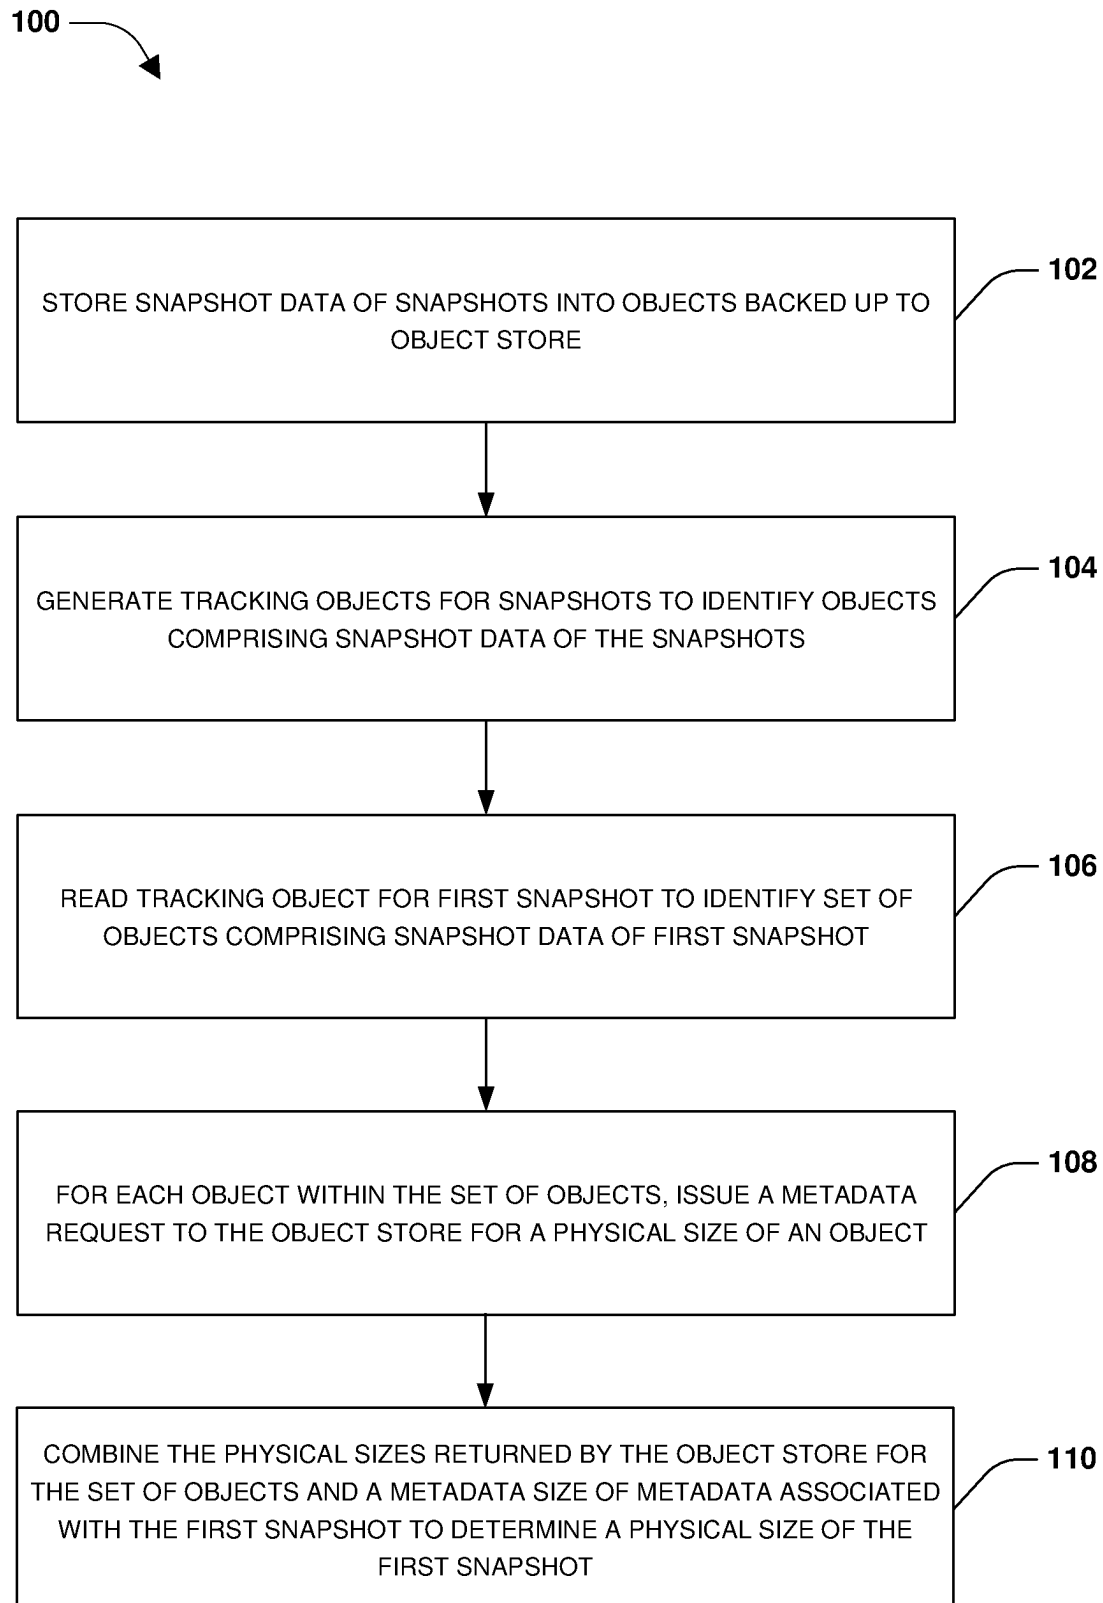 100
STORE SNAPSHOT DATA OF SNAPSHOTS INTO OBJECTS BACKED UP TO
OBJECT STORE
102
GENERATE TRACKING OBJECTS FOR SNAPSHOTS TO IDENTIFY OBJECTS
COMPRISING SNAPSHOT DATA OF THE SNAPSHOTS
104
READ TRACKING OBJECT FOR FIRST SNAPSHOT TO IDENTIFY SET OF
OBJECTS COMPRISING SNAPSHOT DATA OF FIRST SNAPSHOT
106
FOR EACH OBJECT WITHIN THE SET OF OBJECTS, ISSUE A METADATA
REQUEST TO THE OBJECT STORE FOR A PHYSICAL SIZE OF AN OBJECT
108
COMBINE THE PHYSICAL SIZES RETURNED BY THE OBJECT STORE FOR
THE SET OF OBJECTS AND A METADATA SIZE OF METADATA ASSOCIATED
WITH THE FIRST SNAPSHOT TO DETERMINE A PHYSICAL SIZE OF THE
FIRST SNAPSHOT
110